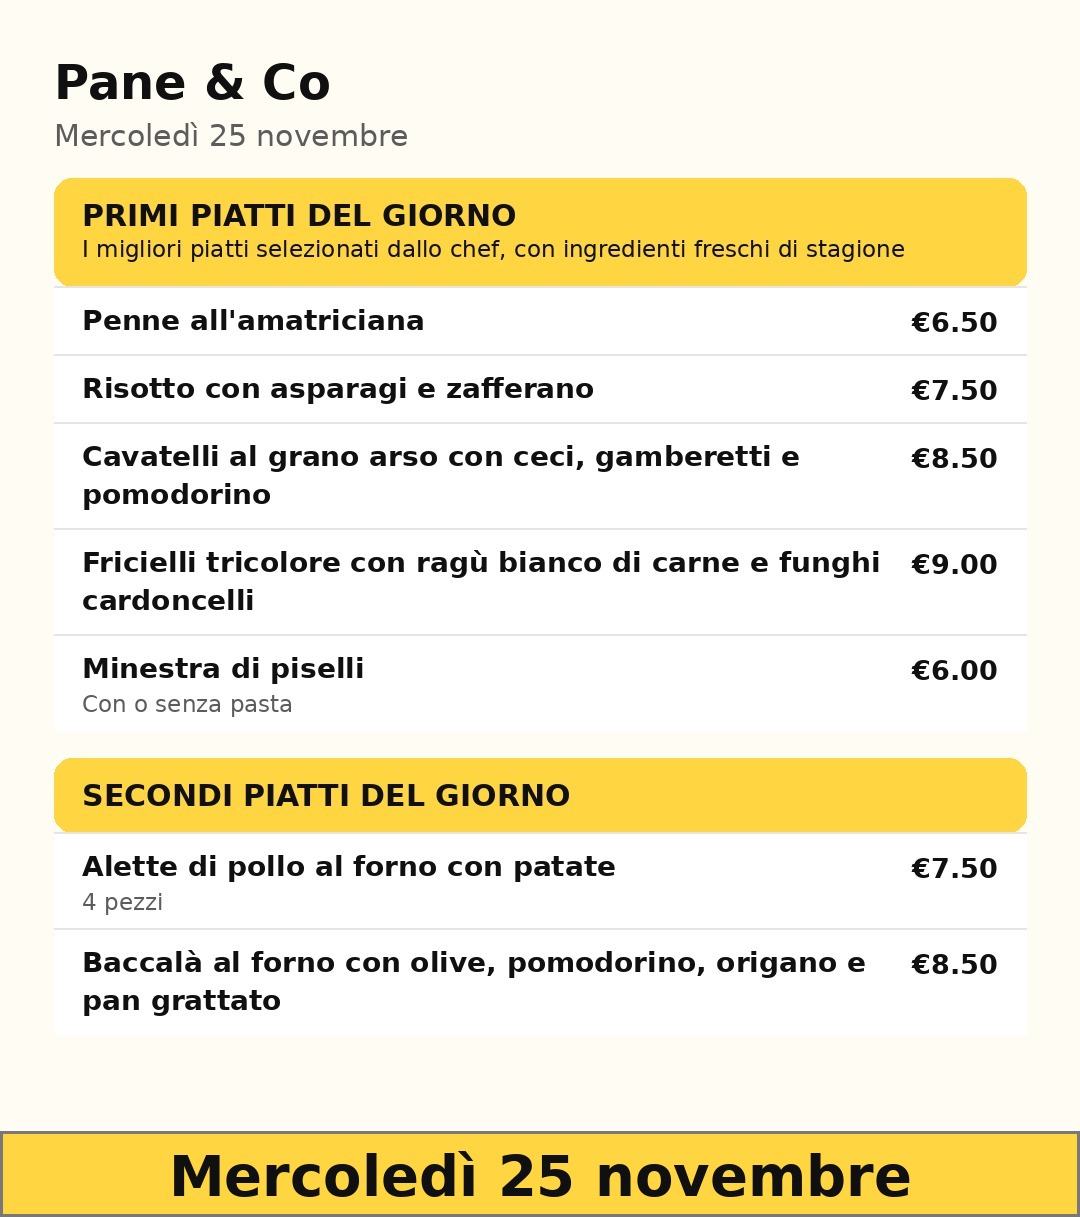 Pane & Co
Mercoledì 25 novembre
PRIMI PIATTI DEL GIORNO
I migliori piatti selezionati dallo chef, con ingredienti freschi di stagione
Penne all'amatriciana €6.50
Risotto con asparagi e zafferano €7.50
Cavatelli al grano arso con ceci, gamberetti e €8.50
pomodorino
Fricielli tricolore con ragù bianco di carne e funghi €9.00
cardoncelli
Minestra di piselli €6.00
Con o senza pasta
SECONDI PIATTI DEL GIORNO
Alette di pollo al forno con patate €7.50
4 pezzi
Baccalà al forno con olive, pomodorino, origano e €8.50
pan grattato
Mercoledì 25 novembre